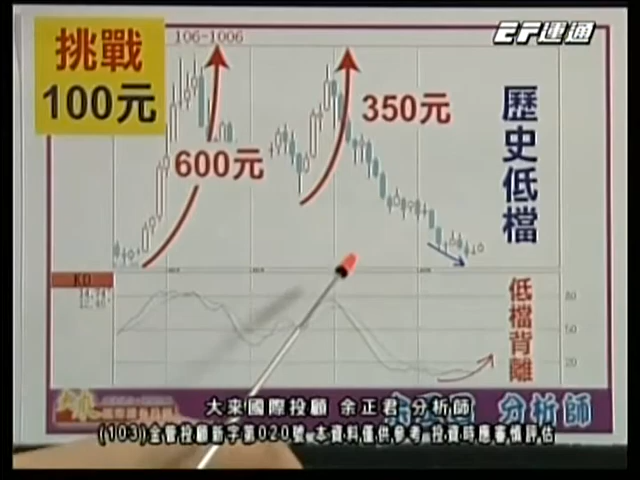 挑戰
100元
106-1006
EF運通
600元
350元
歷史低檔
KD
80
50
20
低檔背離
大来國際投顧 余正君 分析師
分析師
(103)金管投顧新字第020號 本資料僅供參考 投資時應審慎評估